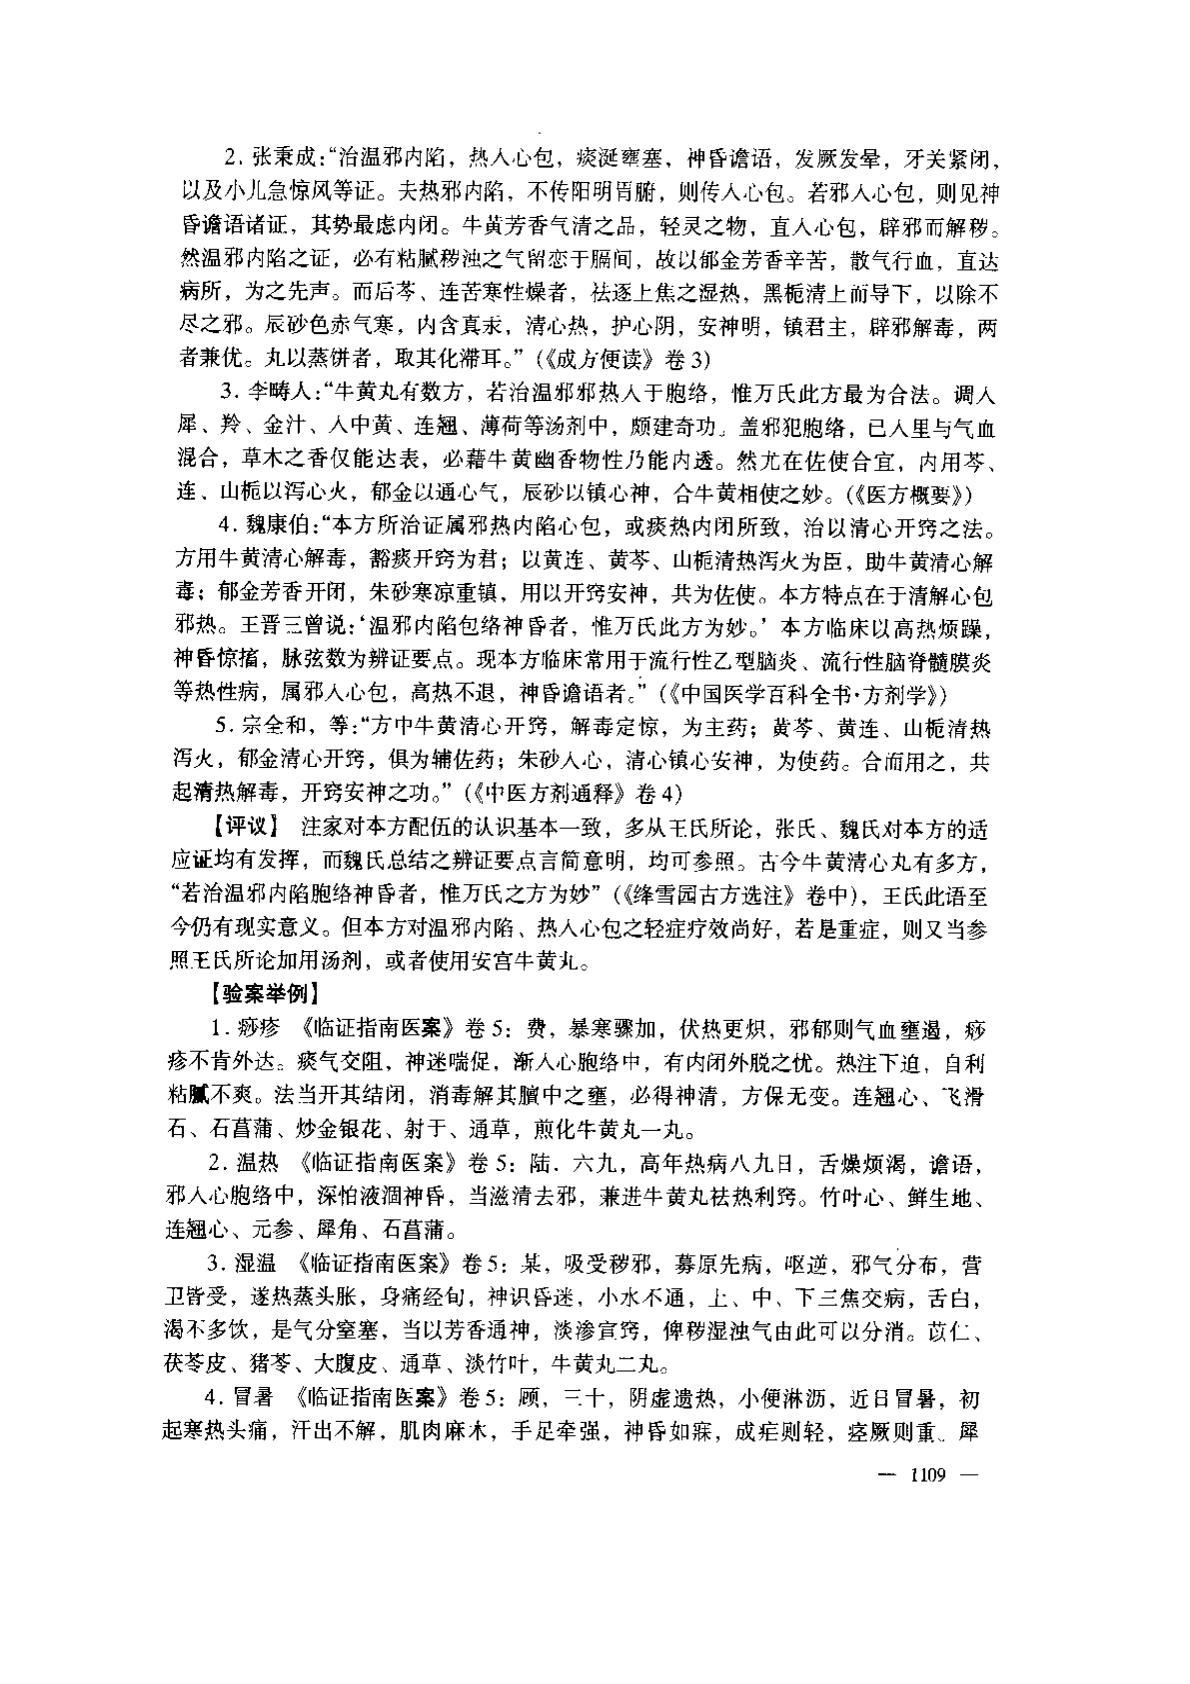 2. 张秉成:“治温邪内陷，热人心包，痰涎壅塞，神昏谵语，发厥发晕，牙关紧闭，
以及小儿急惊风等证。夫热邪内陷，不传阳明胃腑，则传人心包。若邪人心包，则见神
昏谵语诸证，其势最虑内闭。牛黄芳香气清之品，轻灵之物，直人心包，辟邪而解秽。
然温邪内陷之证，必有粘腻秽浊之气留恋于膈间，故以郁金芳香辛苦，散气行血，直达
病所，为之先声。而后芩、连苦寒性燥者，祛逐上焦之湿热，黑栀清上而导下，以除不
尽之邪。辰砂色赤气寒，内含真汞，清心热，护心阴，安神明，镇君主，辟邪解毒，两
者兼优。丸以蒸饼者，取其化滞耳。”(《成方便读》卷3)
3. 李畴人:“牛黄丸有数方，若治温邪邪热人于胞络，惟万氏此方最为合法。调人
犀、羚、金汁、人中黄、连翘、薄荷等汤剂中，颇建奇功。盖邪犯胞络，已人里与气血
混合，草木之香仅能达表，必藉牛黄幽香物性乃能内透。然尤在佐使合宜，内用芩、
连、山栀以泻心火，郁金以通心气，辰砂以镇心神，合牛黄相使之妙。(《医方概要》)
4. 魏康伯:“本方所治证属邪热内陷心包，或痰热内闭所致，治以清心开窍之法。
方用牛黄清心解毒，豁痰开窍为君；以黄连、黄芩、山栀清热泻火为臣，助牛黄清心解
毒；郁金芳香开闭，朱砂寒凉重镇，用以开窍安神，共为佐使。本方特点在于清解心包
邪热。王晋三曾说:‘温邪内陷包络神昏者，惟万氏此方为妙。’本方临床以高热烦躁，
神昏惊搐，脉弦数为辨证要点。现本方临床常用于流行性乙型脑炎、流行性脑脊髓膜炎
等热性病，属邪人心包，高热不退，神昏谵语者。”(《中国医学百科全书·方剂学》)
5. 宗全和，等:“方中牛黄清心开窍，解毒定惊，为主药；黄芩、黄连、山栀清热
泻火，郁金清心开窍，俱为辅佐药；朱砂人心，清心镇心安神，为使药。合而用之，共
起清热解毒，开窍安神之功。”(《中医方剂通释》卷4)
【评议】 注家对本方配伍的认识基本一致，多从王氏所论，张氏、魏氏对本方的适
应证均有发挥，而魏氏总结之辨证要点言简意明，均可参照。古今牛黄清心丸有多方，
“若治温邪内陷胞络神昏者，惟万氏之方为妙”(《绛雪园古方选注》卷中)，王氏此语至
今仍有现实意义。但本方对温邪内陷、热人心包之轻症疗效尚好，若是重症，则又当参
照王氏所论加用汤剂，或者使用安宫牛黄丸。
【验案举例】
1. 痧疹 《临证指南医案》卷5：费，暴寒骤加，伏热更炽，邪郁则气血壅遏，痧
疹不肯外达。痰气交阻，神迷喘促，渐人心胞络中，有内闭外脱之忧。热注下迫，自利
粘腻不爽。法当开其结闭，消毒解其膻中之壅，必得神清，方保无变。连翘心、飞滑
石、石菖蒲、炒金银花、射干、通草，煎化牛黄丸一丸。
2. 温热 《临证指南医案》卷5：陆．六九，高年热病八九日，舌燥烦渴，谵语，
邪人心胞络中，深怕液涸神昏，当滋清去邪，兼进牛黄丸祛热利窍。竹叶心、鲜生地、
连翘心、元参、犀角、石菖蒲。
3. 湿温 《临证指南医案》卷5：某，吸受秽邪，募原先病，呕逆，邪气分布，营
卫皆受，遂热蒸头胀，身痛经旬，神识昏迷，小水不通，上、中、下三焦交病，舌白，
渴不多饮，是气分窒塞，当以芳香通神，淡渗宣窍，俾秽湿浊气由此可以分消。苡仁、
茯苓皮、猪苓、大腹皮、通草、淡竹叶，牛黄丸二丸。
4. 冒暑 《临证指南医案》卷5：顾，三十，阴虚遗热，小便淋沥，近日冒暑，初
起寒热头痛，汗出不解，肌肉麻木，手足牵强，神昏如寐，成疟则轻，痉厥则重。犀
— 1109 —